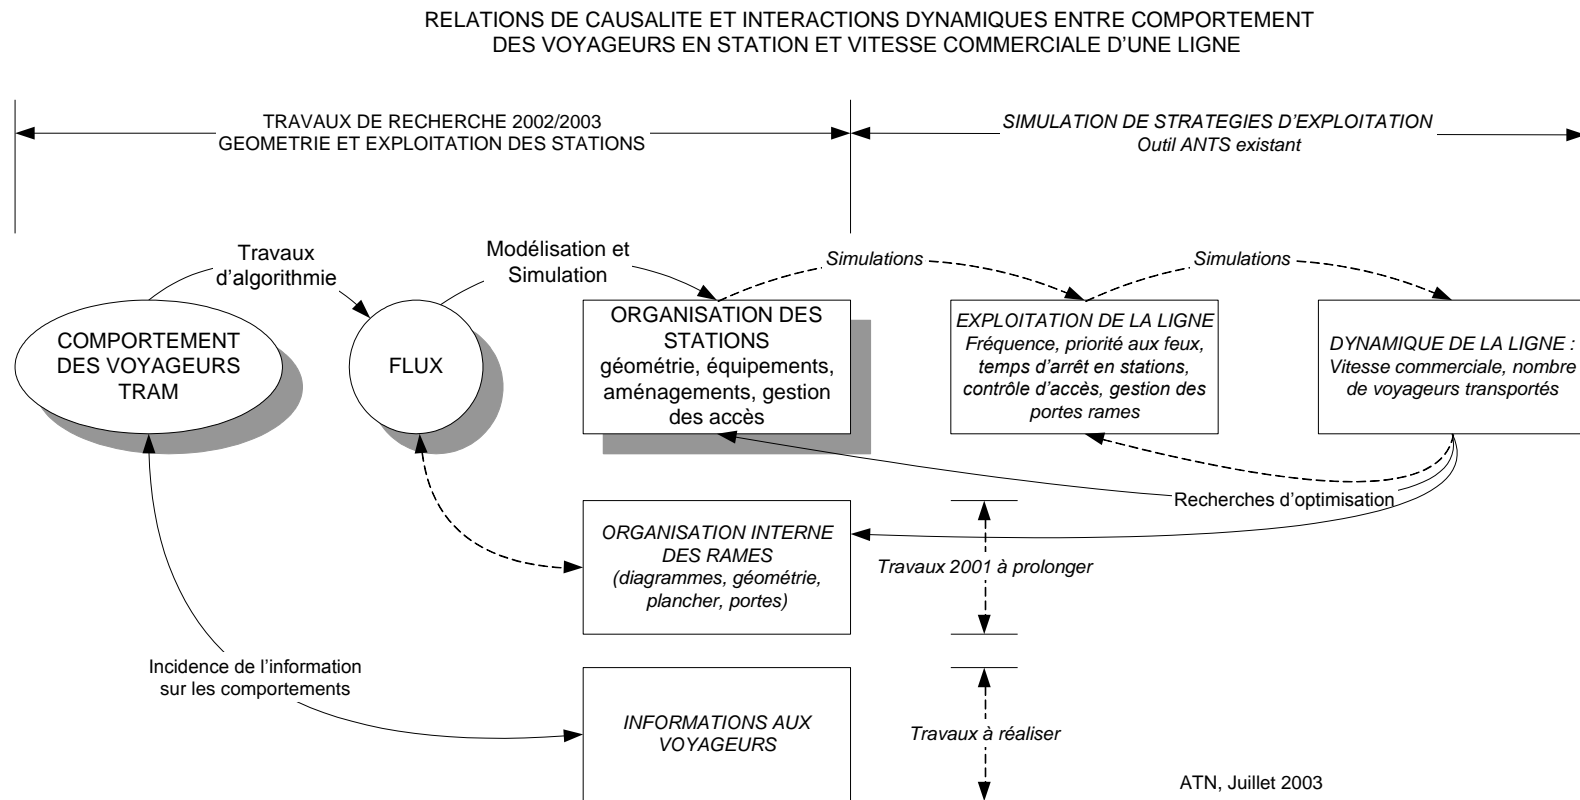 RELATIONS DE CAUSALITE ET INTERACTIONS DYNAMIQUES ENTRE COMPORTEMENT
DES VOYAGEURS EN STATION ET VITESSE COMMERCIALE D'UNE LIGNE
TRAVAUX DE RECHERCHE 2002/2003
GEOMETRIE ET EXPLOITATION DES STATIONS
SIMULATION DE STRATEGIES D'EXPLOITATION
Outil ANTS existant
Travaux
d'algorithmie
Modélisation et
Simulation
Simulations
Simulations
COMPORTEMENT
DES VOYAGEURS
TRAM
FLUX
ORGANISATION DES
STATIONS
géométrie, équipements,
aménagements, gestion
des accès
EXPLOITATION DE LA LIGNE
Fréquence, priorité aux feux,
temps d'arrêt en stations,
contrôle d'accès, gestion des
portes rames
DYNAMIQUE DE LA LIGNE :
Vitesse commerciale, nombre
de voyageurs transportés
Recherches d'optimisation
ORGANISATION INTERNE
DES RAMES
(diagrammes, géométrie,
plancher, portes)
Travaux 2001 à prolonger
Incidence de l'information
sur les comportements
INFORMATIONS AUX
VOYAGEURS
Travaux à réaliser
ATN, Juillet 2003